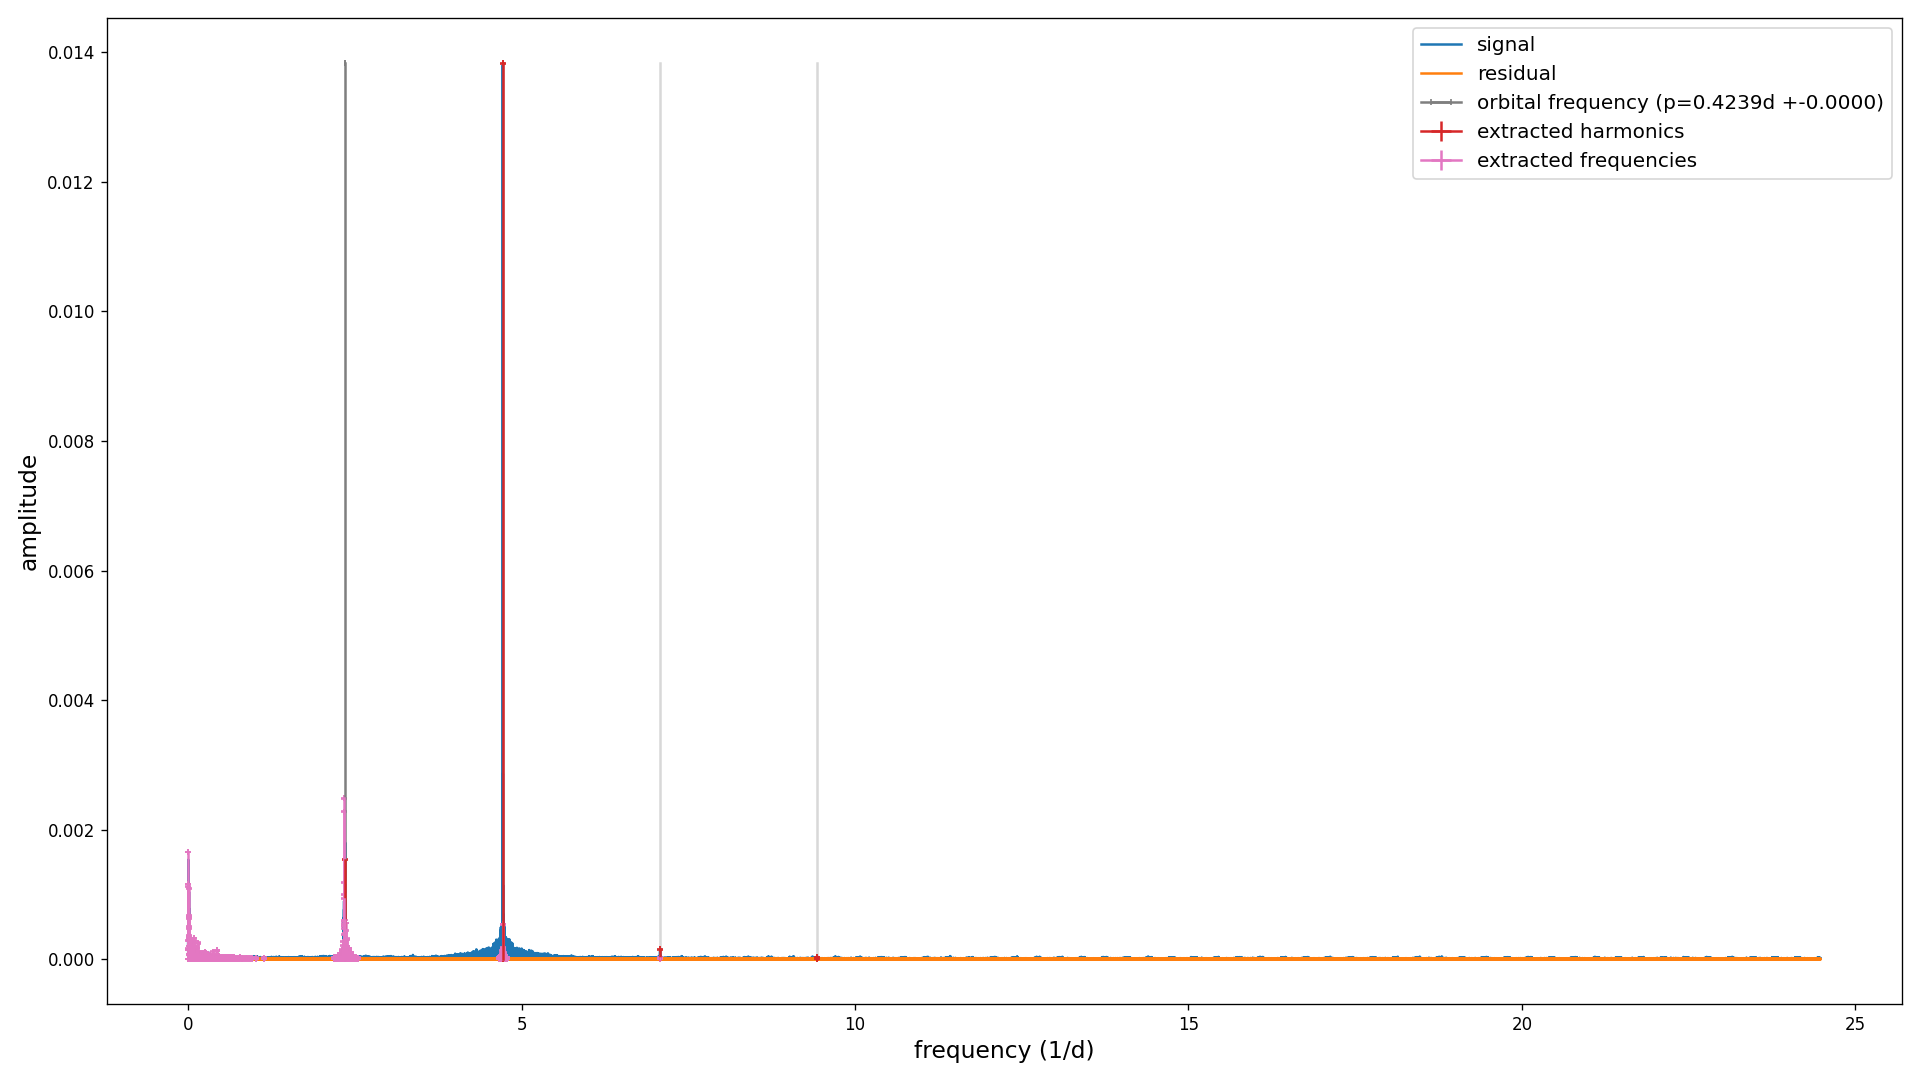 signal
residual
orbital frequency (p=0.4239d +-0.0000)
extracted harmonics
extracted frequencies
0.014
0.012
0.010
0.008
0.006
0.004
0.002
0.000
amplitude
0 5 10 15 20 25
frequency (1/d)